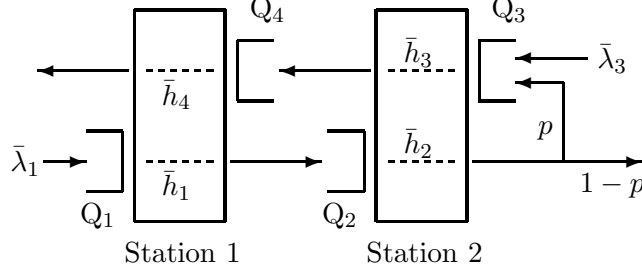 Q₄ Q₃
h̄₄ h̄₃ λ̄₃
p
λ̄₁ h̄₁ h̄₂ 1 − p
Q₁ Q₂
Station 1 Station 2